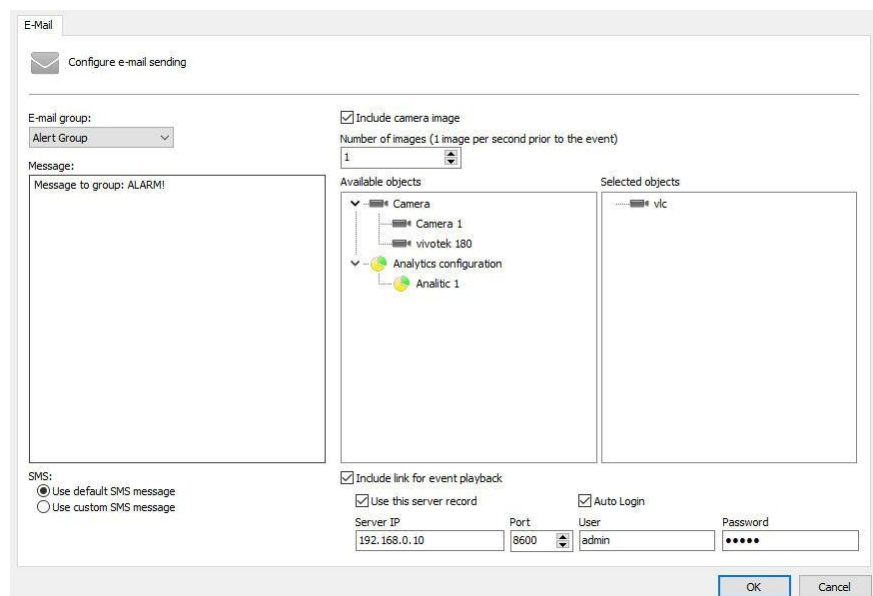 E-Mail
Configure e-mail sending
E-mail group:
Alert Group
Message:
Message to group: ALARM!
SMS:
Use default SMS message
Use custom SMS message
Include camera image
Number of images (1 image per second prior to the event)
1
Available objects
Camera
Camera 1
vivotek 180
Analytics configuration
Analitic 1
Selected objects
vlc
Include link for event playback
Use this server record
Auto Login
Server IP
Port
User
Password
192.168.0.10
8600
admin
●●●●●
OK
Cancel